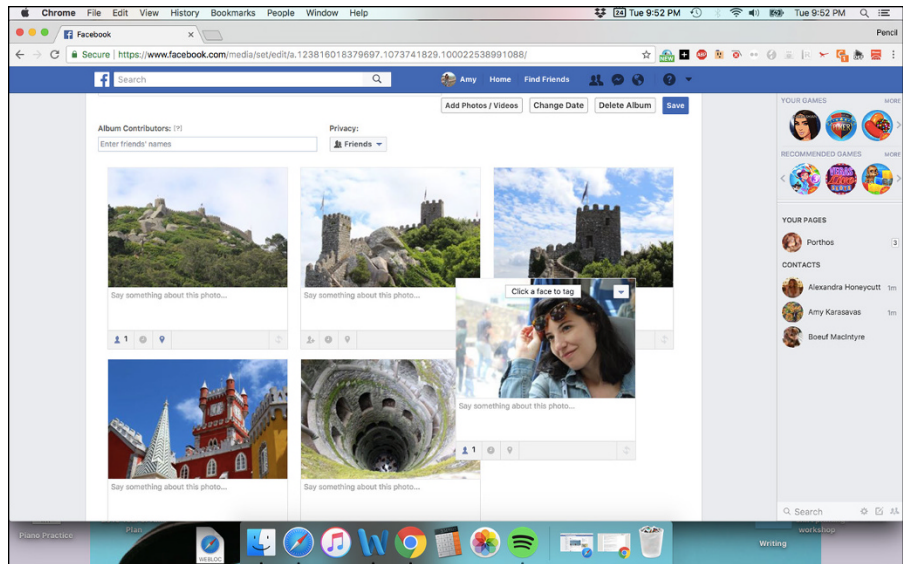 Chrome File Edit View History Bookmarks People Window Help 24 Tue 9:52 PM Tue 9:52 PM
Facebook Pencil
Secure | https://www.facebook.com/media/set/edit/a.123816018379697.1073741829.100022538991088/
NEW ABP
f Search Amy Home Find Friends
Add Photos / Videos Change Date Delete Album Save
Album Contributors: [?] Privacy:
Enter friends' names Friends
Say something about this photo...
1
Click a face to tag
Say something about this photo...
1
Say something about this photo... Say something about this photo...
YOUR GAMES MORE
RECOMMENDED GAMES MORE
YOUR PAGES
Porthos 3
CONTACTS
Alexandra Honeycutt 1m
Amy Karasavas 1m
Boeuf MacIntyre
Search
Piano Practice
Plan
WEBLOC
Writing
workshop